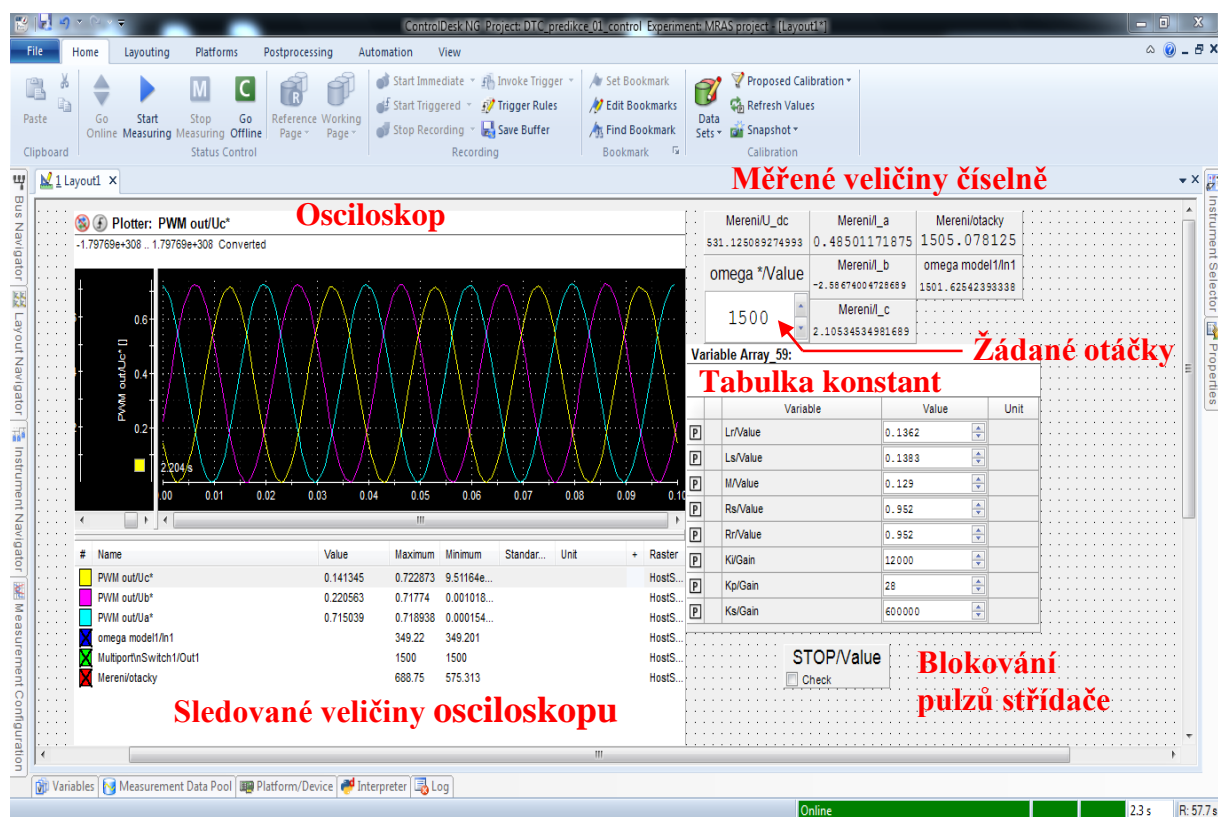 ControlDesk NG Project: DTC_predikce_01_control Experiment: MRAS project - [Layout1*]
File Home Layouting Platforms Postprocessing Automation View
Paste
Go Online
Start Measuring
Stop Measuring
Go Offline
Reference Page
Working Page
Start Immediate Invoke Trigger
Start Triggered Trigger Rules
Stop Recording Save Buffer
Set Bookmark
Edit Bookmarks
Find Bookmark
Data Sets
Proposed Calibration
Refresh Values
Snapshot
Clipboard Status Control Recording Bookmark Calibration
1 Layout1
Bus Navigator
Layout Navigator
Instrument Navigator
Measurement Configuration
Instrument Selector
Properties
Měřené veličiny číselně
Osciloskop
Plotter: PWM out/Uc*
-1.79769e+308 .. 1.79769e+308 Converted
PWM out/Uc* []
0.6
0.4
0.2
2.204 s
.00 0.01 0.02 0.03 0.04 0.05 0.06 0.07 0.08 0.09 0.10
Mereni/U_dc Mereni/I_a Mereni/otacky
531.125089274993 0.48501171875 1505.078125
omega */Value Mereni/I_b omega model1/In1
-2.58674004728689 1501.62542393338
1500 Mereni/I_c
2.10534534981689
Žádané otáčky
Variable Array_59:
Tabulka konstant
Variable Value Unit
P Lr/Value 0.1362
P Ls/Value 0.1383
P M/Value 0.129
P Rs/Value 0.952
P Rr/Value 0.952
P Ki/Gain 12000
P Kp/Gain 28
P Ks/Gain 600000
# Name Value Maximum Minimum Standar... Unit + Raster
PWM out/Uc* 0.141345 0.722873 9.51164e... HostS...
PWM out/Ub* 0.220563 0.71774 0.001018... HostS...
PWM out/Ua* 0.715039 0.718938 0.000154... HostS...
omega model1/In1 349.22 349.201 HostS...
Multiport\nSwitch1/Out1 1500 1500 HostS...
Mereni/otacky 688.75 575.313 HostS...
Sledované veličiny osciloskopu
STOP/Value
Check
Blokování
pulzů střídače
Variables Measurement Data Pool Platform/Device Interpreter Log
Online 2.3 s R: 57.7 s